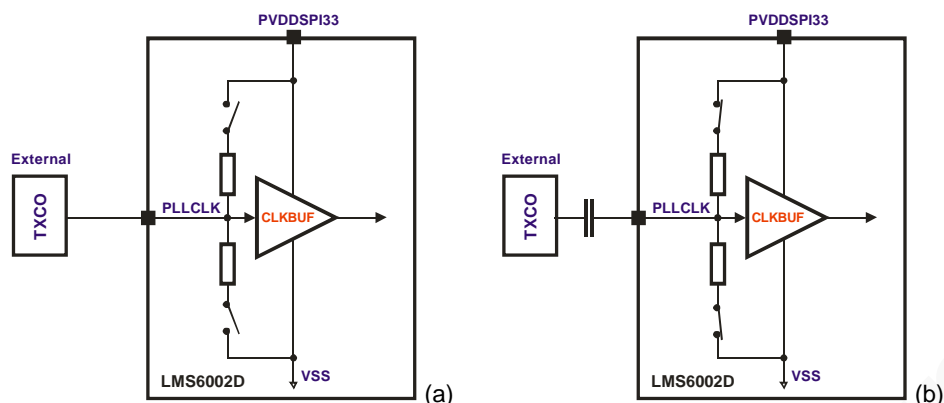 PVDDSPI33
External
TXCO
PLLCLK
CLKBUF
VSS
LMS6002D
(a)
PVDDSPI33
External
TXCO
PLLCLK
CLKBUF
VSS
LMS6002D
(b)